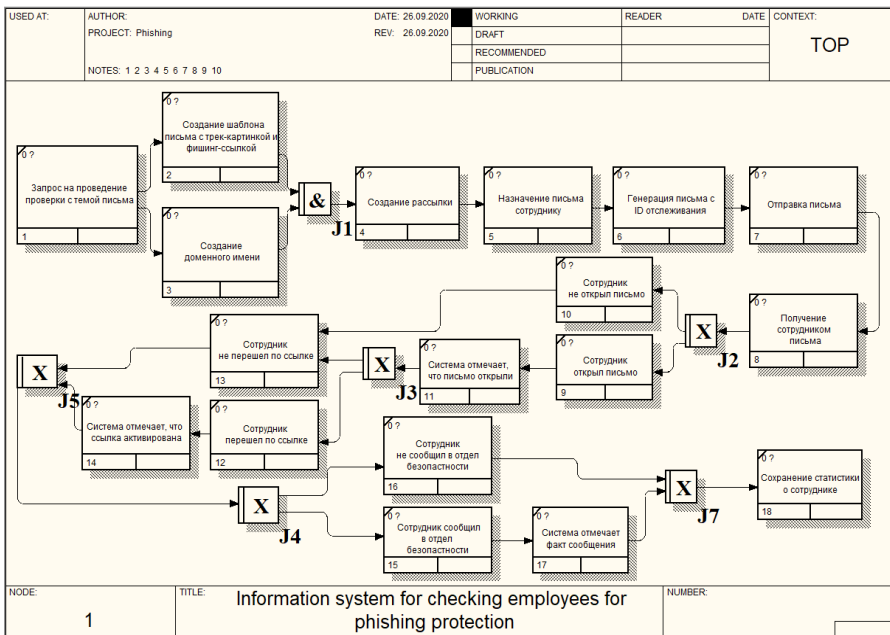 USED AT:
AUTHOR:
DATE: 26.09.2020
WORKING
READER
DATE
CONTEXT:
PROJECT: Phishing
REV: 26.09.2020
DRAFT
TOP
RECOMMENDED
NOTES: 1 2 3 4 5 6 7 8 9 10
PUBLICATION
0 ?
Запрос на проведение
проверки с темой письма
1
0 ?
Создание шаблона
письма с трек-картинкой и
фишинг-ссылкой
2
0 ?
Создание
доменного имени
3
&
J1
0 ?
Создание рассылки
4
0 ?
Назначение письма
сотруднику
5
0 ?
Генерация письма с
ID отслеживания
6
0 ?
Отправка письма
7
0 ?
Получение
сотрудником
письма
8
X
J2
0 ?
Сотрудник
не открыл письмо
10
0 ?
Сотрудник
открыл письмо
9
0 ?
Система отмечает,
что письмо открыли
11
X
J3
0 ?
Сотрудник
не перешел по ссылке
13
0 ?
Сотрудник
перешел по ссылке
12
0 ?
Система отмечает, что
ссылка активирована
14
X
J5
X
J4
0 ?
Сотрудник
не сообщил в отдел
безопастности
16
0 ?
Сотрудник сообщил
в отдел
безопастности
15
0 ?
Система отмечает
факт сообщения
17
X
J7
0 ?
Сохранение статистики
о сотруднике
18
NODE:
1
TITLE:
Information system for checking employees for
phishing protection
NUMBER: